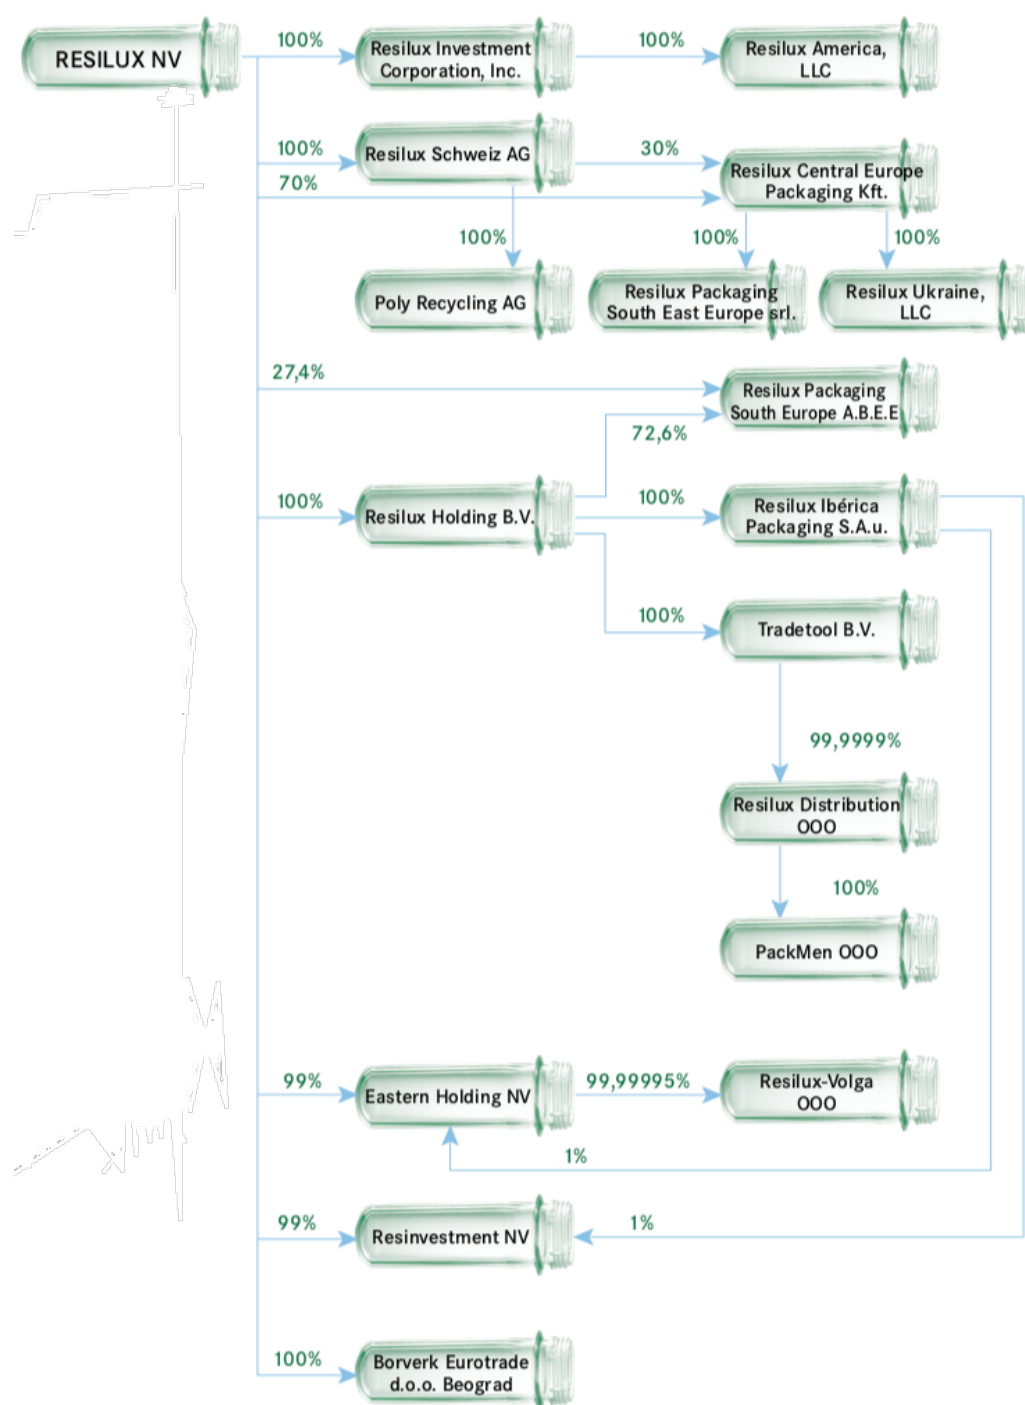 RESILUX NV
100%
Resilux Investment
Corporation, Inc.
100%
Resilux America,
LLC
100%
Resilux Schweiz AG
30%
Resilux Central Europe
Packaging Kft.
70%
100%
100%
100%
Poly Recycling AG
Resilux Packaging
South East Europe srl.
Resilux Ukraine,
LLC
27,4%
Resilux Packaging
South Europe A.B.E.E
72,6%
100%
Resilux Holding B.V.
100%
Resilux Ibérica
Packaging S.A.u.
100%
Tradetool B.V.
99,9999%
Resilux Distribution
OOO
100%
PackMen OOO
99%
Eastern Holding NV
99,99995%
Resilux-Volga
OOO
1%
99%
Resinvestment NV
1%
100%
Borverk Eurotrade
d.o.o. Beograd